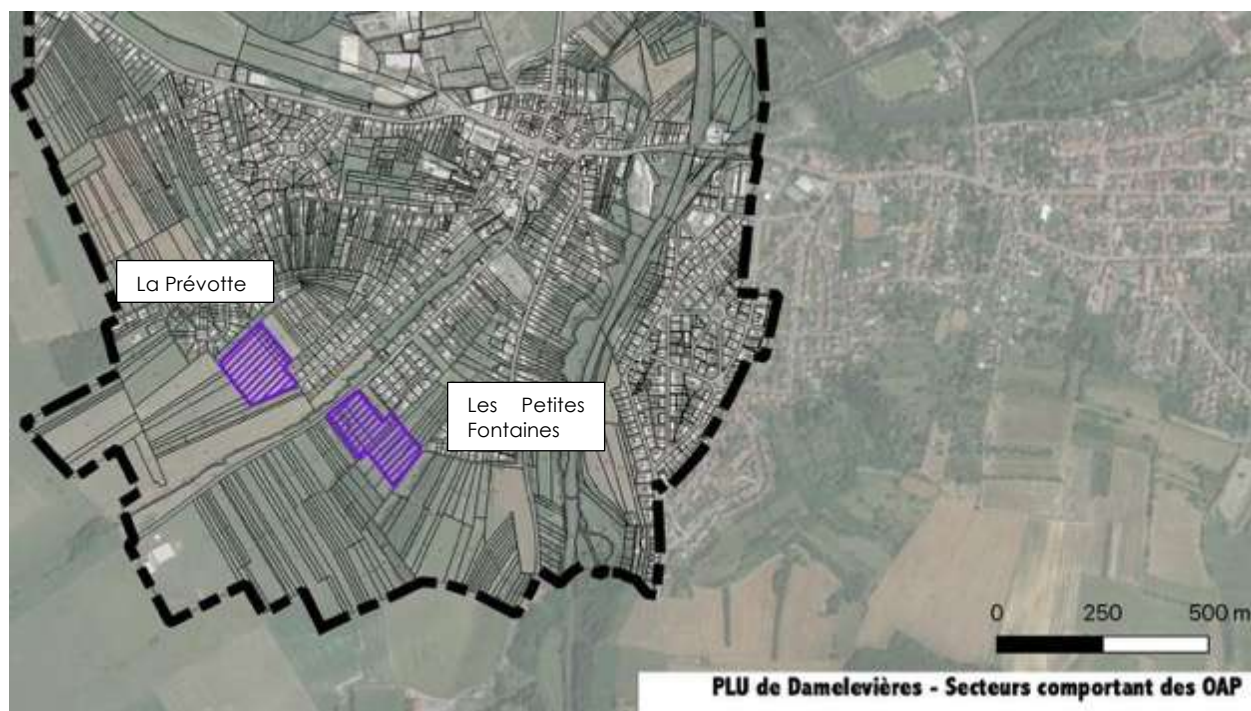 La Prévotte
Les Petites
Fontaines
0 250 500 m
PLU de Damelevières - Secteurs comportant des OAP